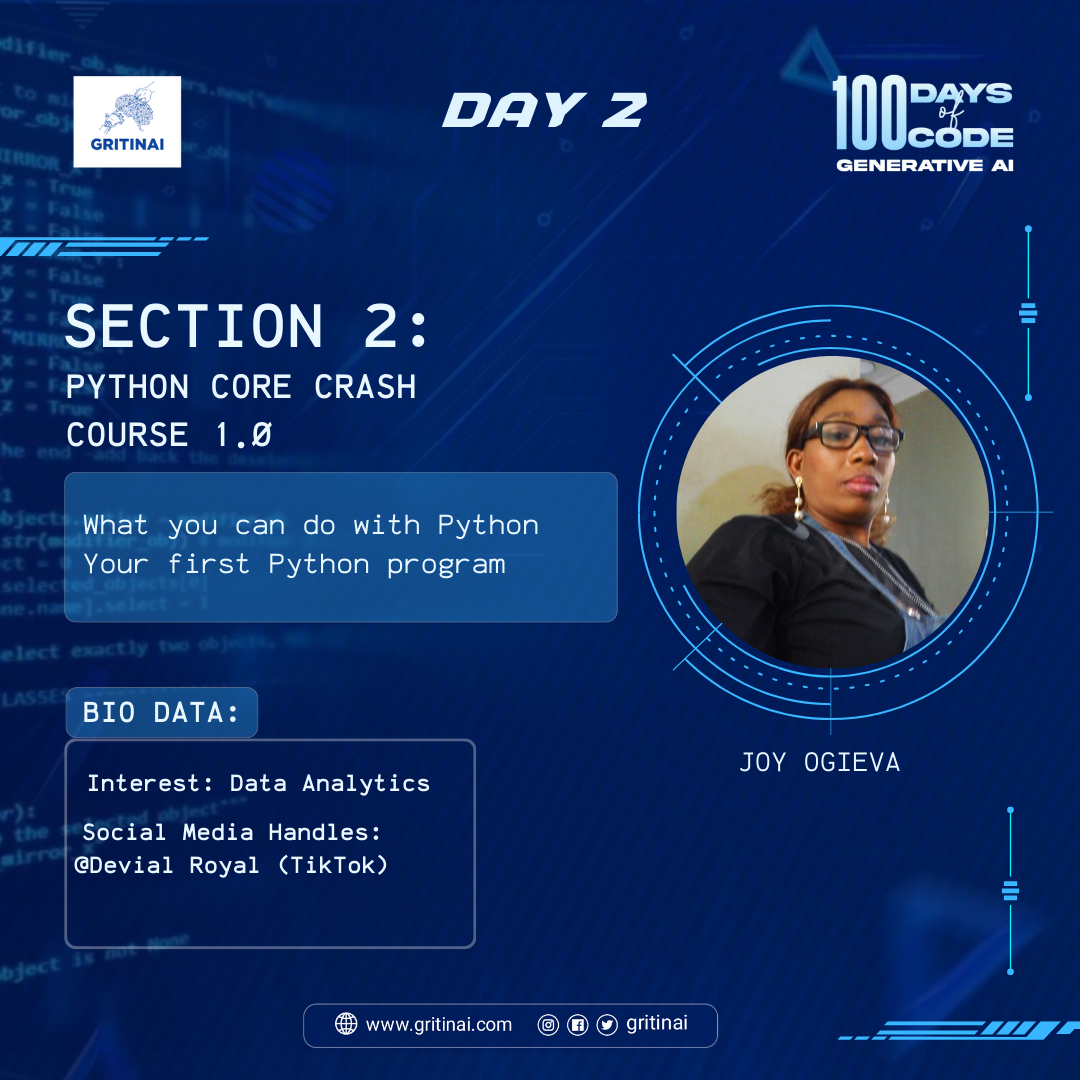 GRITINAI
DAY 2
100 DAYS
of
CODE
GENERATIVE AI
SECTION 2:
PYTHON CORE CRASH
COURSE 1.0
What you can do with Python
Your first Python program
BIO DATA:
Interest: Data Analytics
Social Media Handles:
@Devial Royal (TikTok)
JOY OGIEVA
www.gritinai.com gritinai